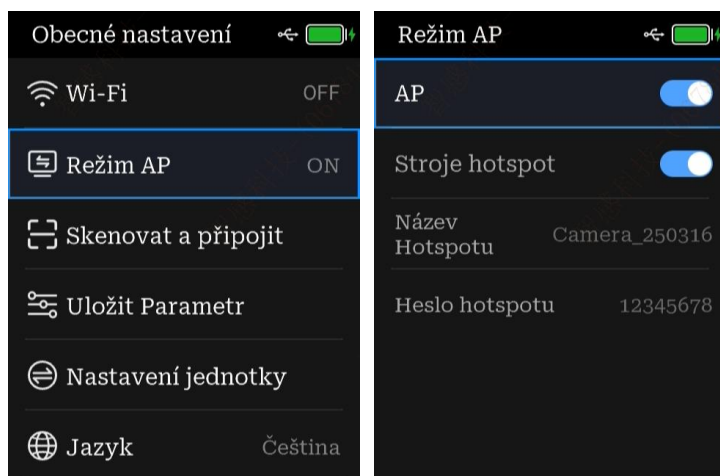 Obecné nastavení
Wi-Fi OFF
Režim AP ON
Skenovat a připojit
Uložit Parametr
Nastavení jednotky
Jazyk Čeština
Režim AP
AP
Stroje hotspot
Název
Hotspotu Camera_250316
Heslo hotspotu 12345678